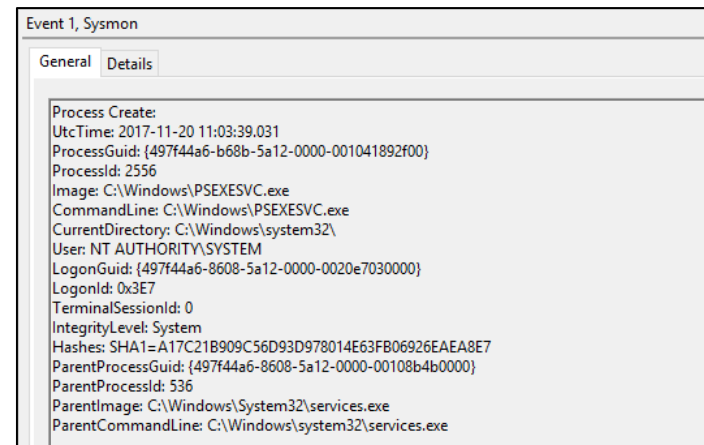 Event 1, Sysmon
General Details
Process Create:
UtcTime: 2017-11-20 11:03:39.031
ProcessGuid: {497f44a6-b68b-5a12-0000-001041892f00}
ProcessId: 2556
Image: C:\Windows\PSEXESVC.exe
CommandLine: C:\Windows\PSEXESVC.exe
CurrentDirectory: C:\Windows\system32\
User: NT AUTHORITY\SYSTEM
LogonGuid: {497f44a6-8608-5a12-0000-0020e7030000}
LogonId: 0x3E7
TerminalSessionId: 0
IntegrityLevel: System
Hashes: SHA1=A17C21B909C56D93D978014E63FB06926EAEA8E7
ParentProcessGuid: {497f44a6-8608-5a12-0000-00108b4b0000}
ParentProcessId: 536
ParentImage: C:\Windows\System32\services.exe
ParentCommandLine: C:\Windows\system32\services.exe